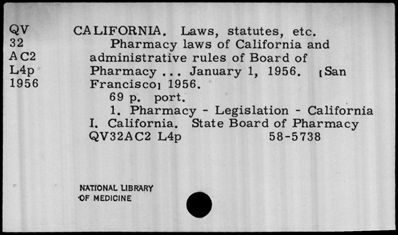 QV
32
AC2
L4p
1956
CALIFORNIA. Laws, statutes, etc.
Pharmacy laws of California and
administrative rules of Board of
Pharmacy ... January 1, 1956. [San
Francisco] 1956.
69 p. port.
1. Pharmacy - Legislation - California
I. California. State Board of Pharmacy
QV32AC2 L4p 58-5738
NATIONAL LIBRARY
OF MEDICINE